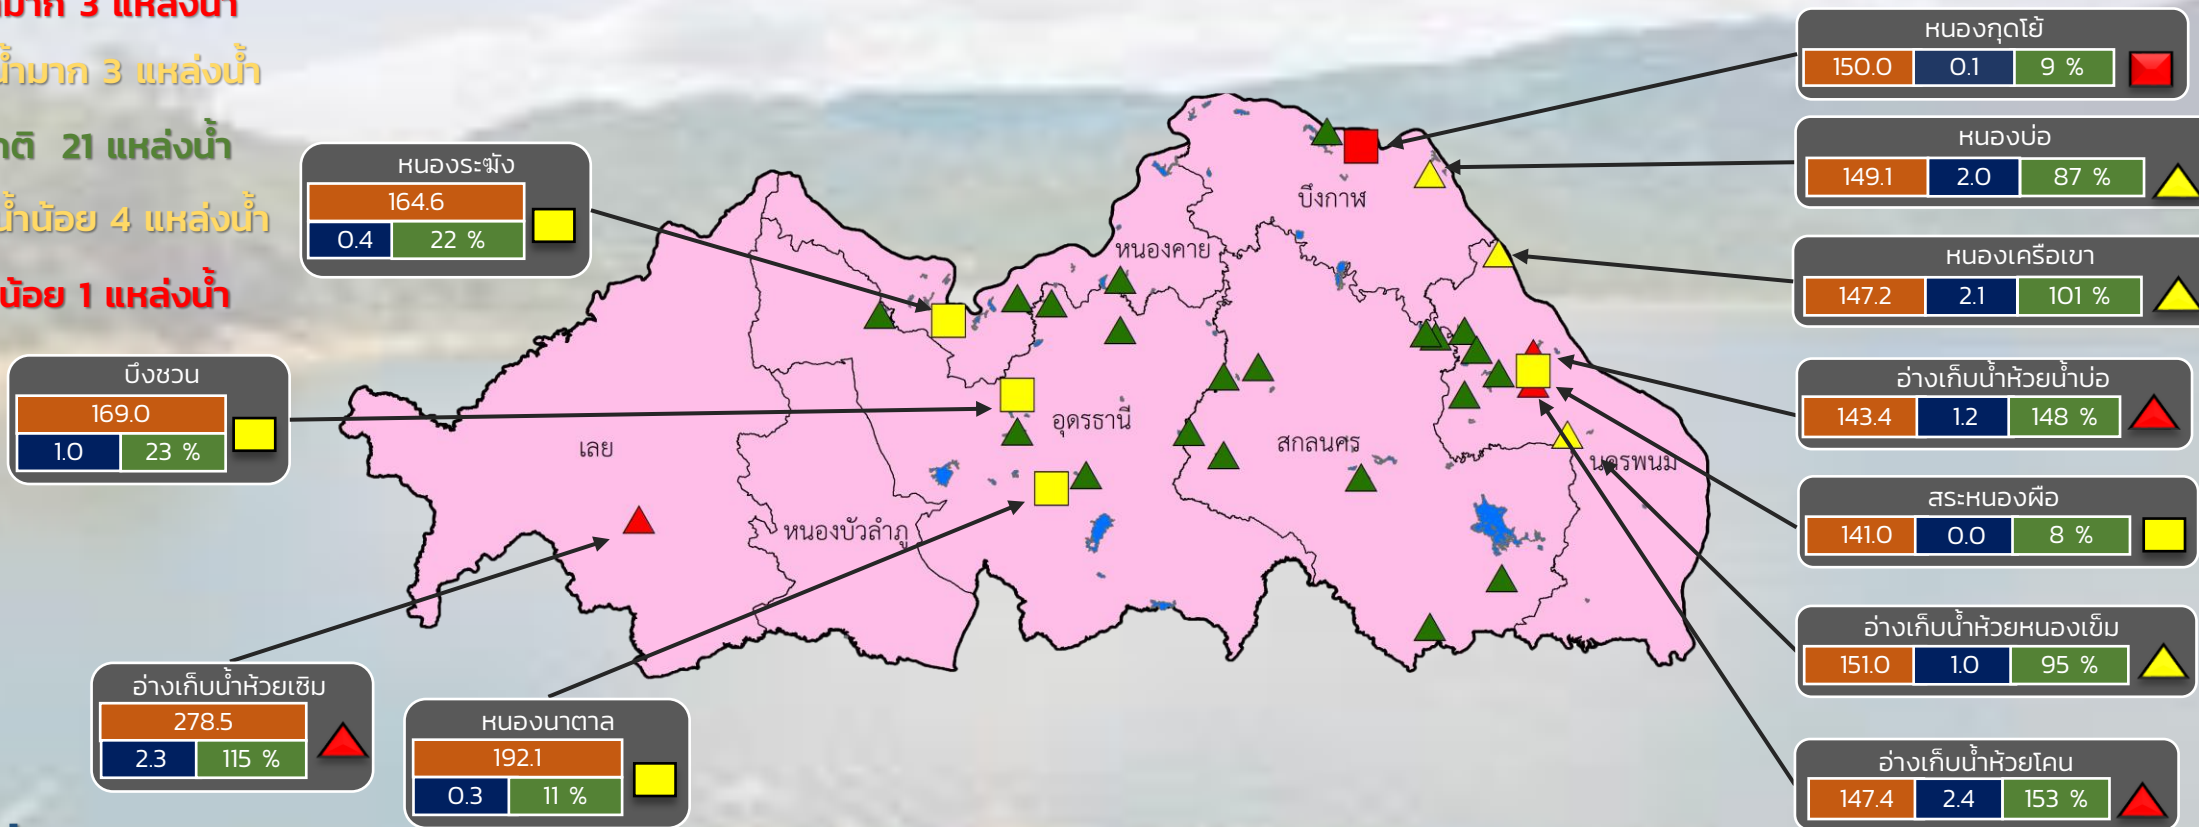 มาก 3 แหล่งน้ำ
น้ำมาก 3 แหล่งน้ำ
21 แหล่งน้ำ
น้ำน้อย 4 แหล่งน้ำ
น้อย 1 แหล่งน้ำ
หนองระฆัง
164.6
0.4 22 %
บึงชวน
169.0
1.0 23 %
อ่างเก็บน้ำห้วยเซิม
278.5
2.3 115 %
หนองนาตาล
192.1
0.3 11 %
บึงกาฬ
หนองคาย
เลย
อุดรธานี
สกลนคร
นครพนม
หนองบัวลำภู
หนองกุดโย้
150.0 0.1 9 %
หนองบ่อ
149.1 2.0 87 %
หนองเครือเขา
147.2 2.1 101 %
อ่างเก็บน้ำห้วยน้ำบ่อ
143.4 1.2 148 %
สระหนองผือ
141.0 0.0 8 %
อ่างเก็บน้ำห้วยหนองเข็ม
151.0 1.0 95 %
อ่างเก็บน้ำห้วยโคน
147.4 2.4 153 %